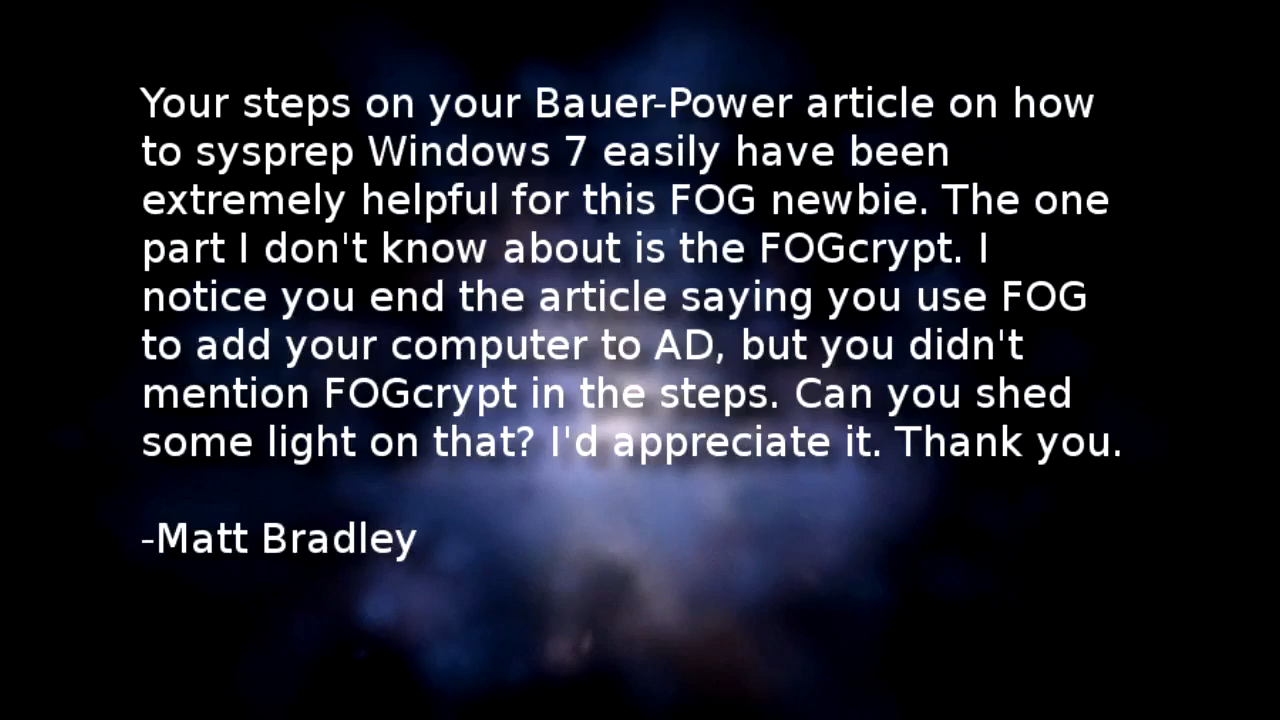 Your steps on your Bauer-Power article on how
to sysprep Windows 7 easily have been
extremely helpful for this FOG newbie. The one
part I don't know about is the FOGcrypt. I
notice you end the article saying you use FOG
to add your computer to AD, but you didn't
mention FOGcrypt in the steps. Can you shed
some light on that? I'd appreciate it. Thank you.
-Matt Bradley